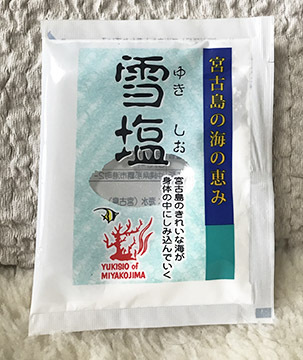 宮古島の海の恵み
雪塩
ゆき
しお
宮古島のきれいな海が
身体の中にしみ込んでいく
YUKISIO of
MIYAKOJIMA